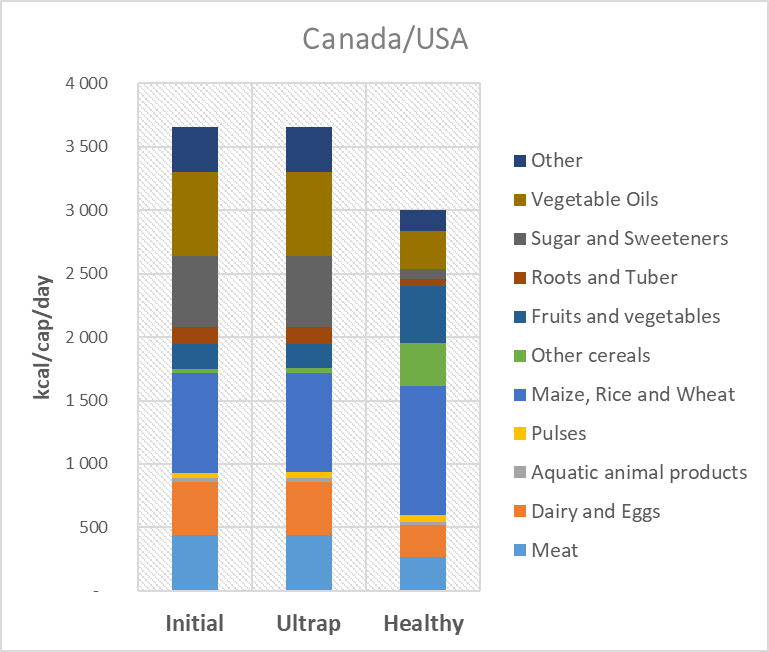 Canada/USA
4 000
3 500
3 000
2 500
2 000
1 500
1 000
500
-
kcal/cap/day
Initial
Ultrap
Healthy
Other
Vegetable Oils
Sugar and Sweeteners
Roots and Tuber
Fruits and vegetables
Other cereals
Maize, Rice and Wheat
Pulses
Aquatic animal products
Dairy and Eggs
Meat